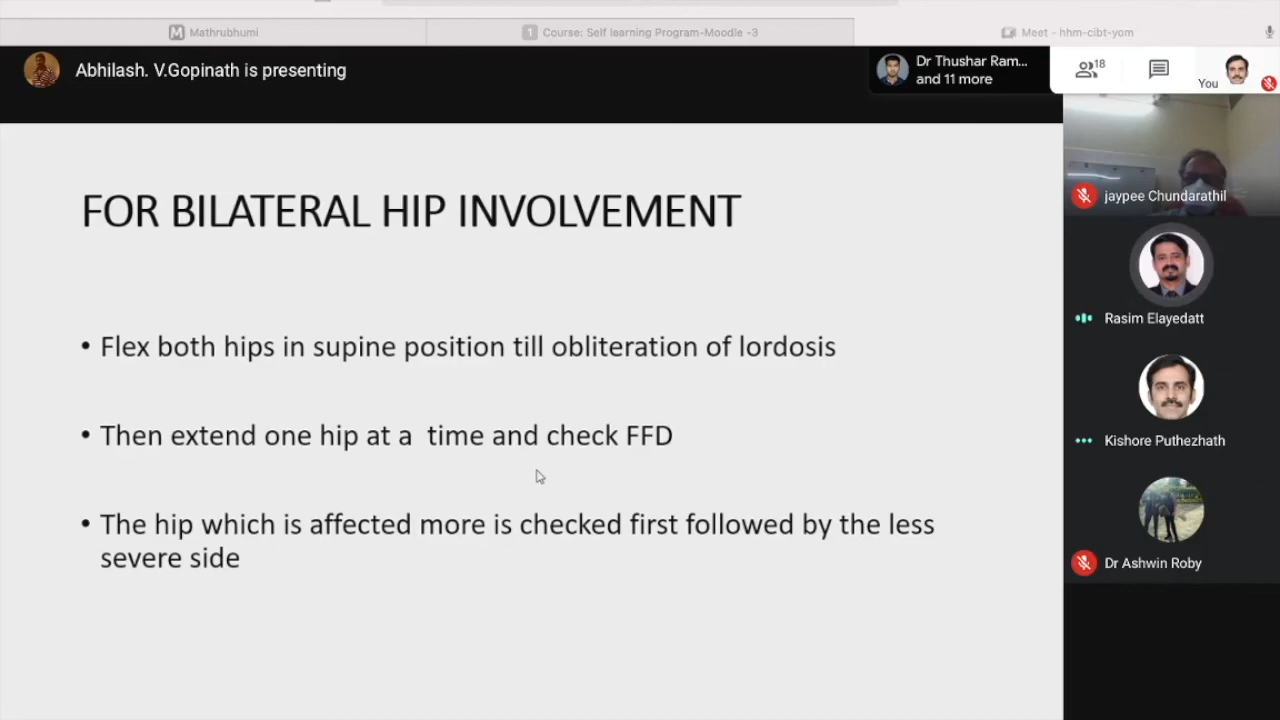 Mathrubhumi
1 Course: Self learning Program-Moodle -3
Meet - hhm-cibt-yom
Abhilash. V.Gopinath is presenting
Dr Thushar Ram...
and 11 more
18
You
FOR BILATERAL HIP INVOLVEMENT
• Flex both hips in supine position till obliteration of lordosis
• Then extend one hip at a  time and check FFD
• The hip which is affected more is checked first followed by the less
severe side
jaypee Chundarathil
Rasim Elayedatt
Kishore Puthezhath
Dr Ashwin Roby